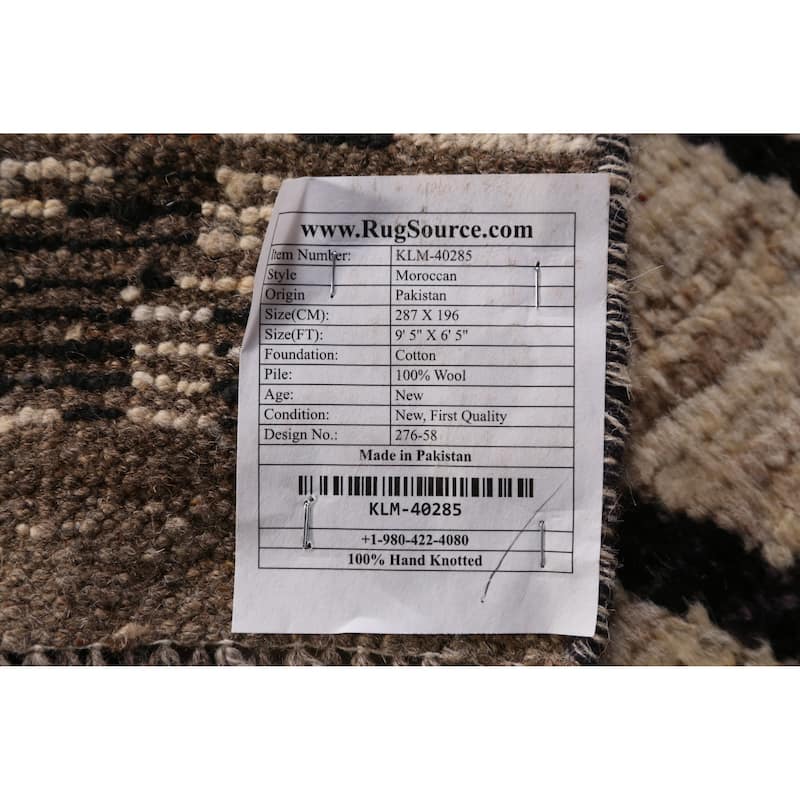 www.RugSource.com
Item Number: KLM-40285
Style Moroccan
Origin Pakistan
Size(CM): 287 X 196
Size(FT): 9' 5" X 6' 5"
Foundation: Cotton
Pile: 100% Wool
Age: New
Condition: New, First Quality
Design No.: 276-58
Made in Pakistan
KLM-40285
+1-980-422-4080
100% Hand Knotted